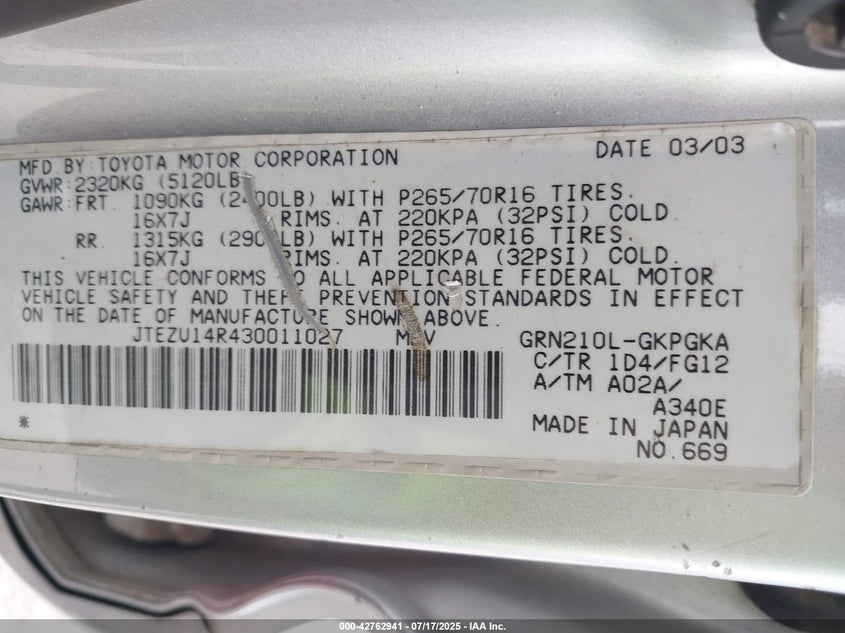 MFD.BY:TOYOTA MOTOR CORPORATION DATE 03/03
GVWR:2320KG (5120LB)
GAWR:FRT. 1090KG (2400LB) WITH P265/70R16 TIRES.
16X7J RIMS. AT 220KPA (32PSI) COLD.
RR. 1315KG (290 LB) WITH P265/70R16 TIRES.
16X7J RIMS. AT 220KPA (32PSI) COLD.
THIS VEHICLE CONFORMS TO ALL APPLICABLE FEDERAL MOTOR
VEHICLE SAFETY AND THEFT PREVENTION STANDARDS IN EFFECT
ON THE DATE OF MANUFACTURE SHOWN ABOVE.
JTEZU14R430011027 MPV GRN210L-GKPGKA
C/TR 1D4/FG12
A/TM A02A/
A340E
MADE IN JAPAN
* NO.669
000-42762941 - 07/17/2025 - IAA Inc.